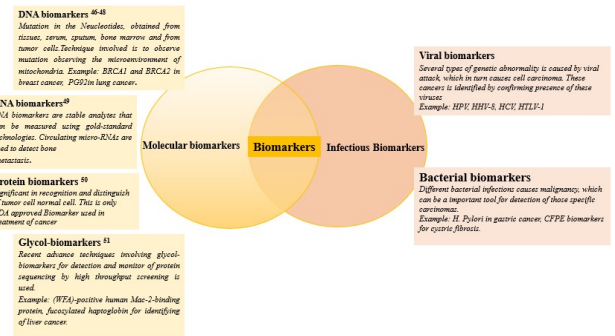 DNA biomarkers 46-48
Mutation in the Neucleotides, obtained from
tissues, serum, sputum, bone marrow and from
tumor cells.Technique involved is to observe
mutation observing the microenvironment of
mitochondria. Example: BRCA1 and BRCA2 in
breast cancer, PG92in lung cancer.
NA biomarkers49
NA biomarkers are stable analytes that
n be measured using gold-standard
chnologies. Circulating micro-RNAs are
ed to detect bone
etastasis.
rotein biomarkers 50
gnificant in recognition and distinguish
tumor cell normal cell. This is only
DA approved Biomarker used in
eatment of cancer
Glycol-biomarkers 51
Recent advance techniques involving glycol-
biomarkers for detection and monitor of protein
sequencing by high throughput screening is
used.
Example: (WFA)-positive human Mac-2-binding
protein, fucosylated haptoglobin for identifying
of liver cancer.
Molecular biomarkers
Biomarkers
Infectious Biomarkers
Viral biomarkers
Several types of genetic abnormality is caused by viral
attack, which in turn causes cell carcinoma. These
cancers is identified by confirming presence of these
viruses
Example: HPV, HHV-8, HCV, HTLV-1
Bacterial biomarkers
Different bacterial infections causes malignancy, which
can be a important tool for detection of those specific
carcinomas.
Example: H. Pylori in gastric cancer, CFPE biomarkers
for cystric fibrosis.